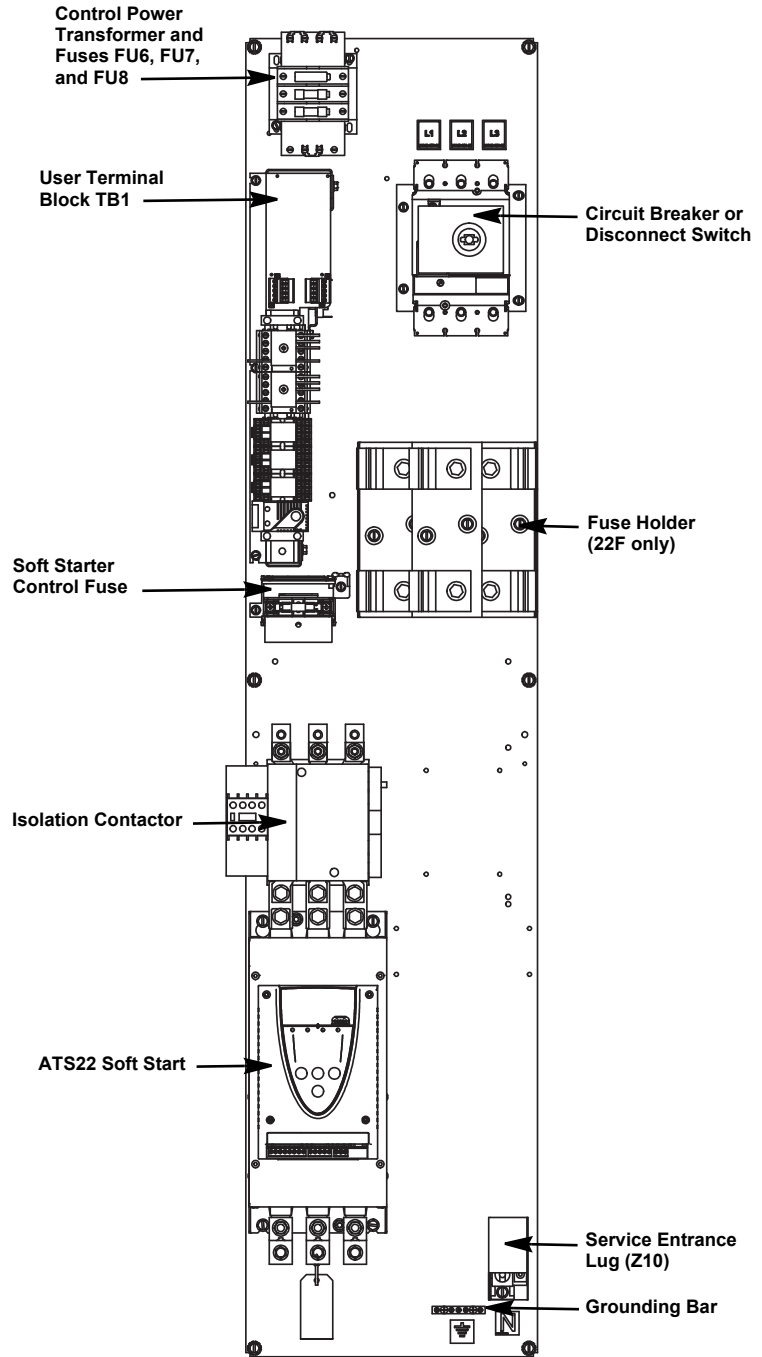 Control Power
Transformer and
Fuses FU6, FU7,
and FU8
L1 L2 L3
User Terminal
Block TB1
Circuit Breaker or
Disconnect Switch
Fuse Holder
(22F only)
Soft Starter
Control Fuse
Isolation Contactor
ATS22 Soft Start
Service Entrance
Lug (Z10)
Grounding Bar
N